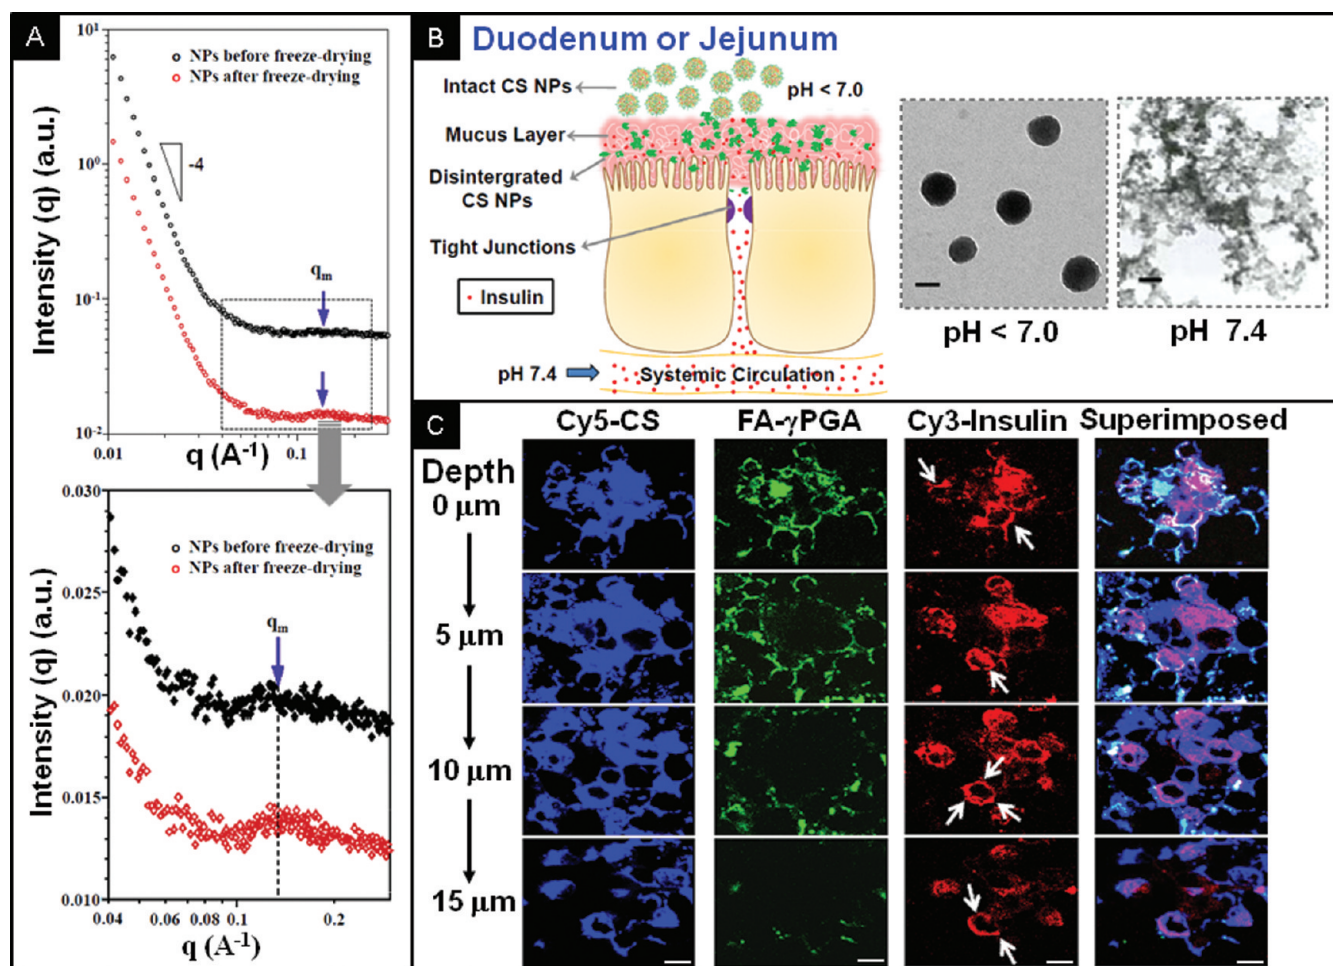 A
10¹
NPs before freeze-drying
NPs after freeze-drying
-4
10⁰
qm
10⁻¹
10⁻²
0.01
0.1
q (A⁻¹)
Intensity (q) (a.u.)
0.030
NPs before freeze-drying
NPs after freeze-drying
0.025
qm
0.020
0.015
0.010
0.04
0.06
0.08
0.1
0.2
q (A⁻¹)
Intensity (q) (a.u.)
B
Duodenum or Jejunum
Intact CS NPs
pH < 7.0
Mucus Layer
Disintergrated
CS NPs
Tight Junctions
Insulin
pH 7.4
Systemic Circulation
pH < 7.0
pH 7.4
C
Cy5-CS
FA-γPGA
Cy3-Insulin
Superimposed
Depth
0 μm
5 μm
10 μm
15 μm